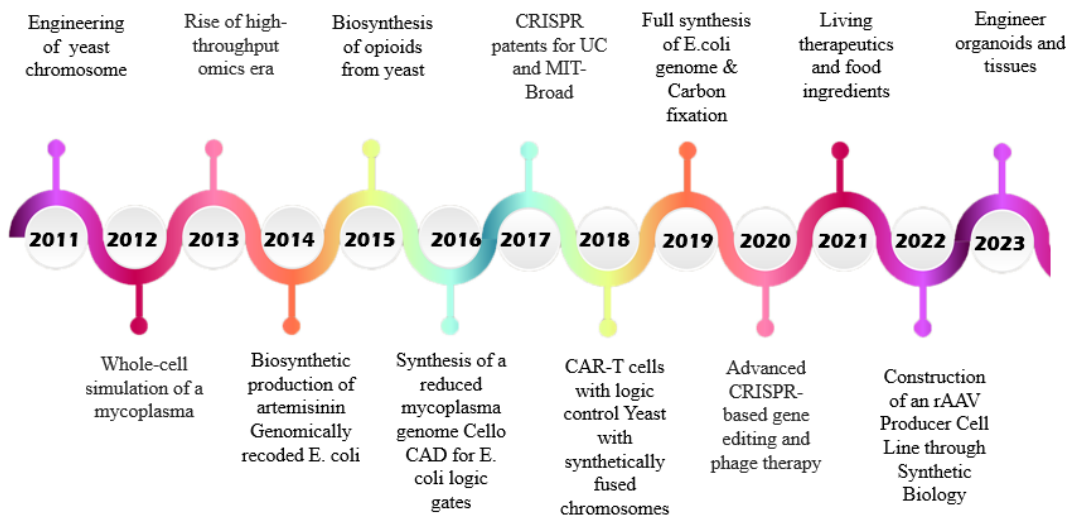 Engineering
of yeast
chromosome
Rise of high-
throughput
omics era
Biosynthesis
of opioids
from yeast
CRISPR
patents for UC
and MIT-
Broad
Full synthesis
of E.coli
genome &
Carbon
fixation
Living
therapeutics
and food
ingredients
Engineer
organoids and
tissues
2011
2012
2013
2014
2015
2016
2017
2018
2019
2020
2021
2022
2023
Whole-cell
simulation of a
mycoplasma
Biosynthetic
production of
artemisinin
Genomically
recoded E. coli
Synthesis of a
reduced
mycoplasma
genome Cello
CAD for E.
coli logic
gates
CAR-T cells
with logic
control Yeast
with
synthetically
fused
chromosomes
Advanced
CRISPR-
based gene
editing and
phage therapy
Construction
of an rAAV
Producer Cell
Line through
Synthetic
Biology